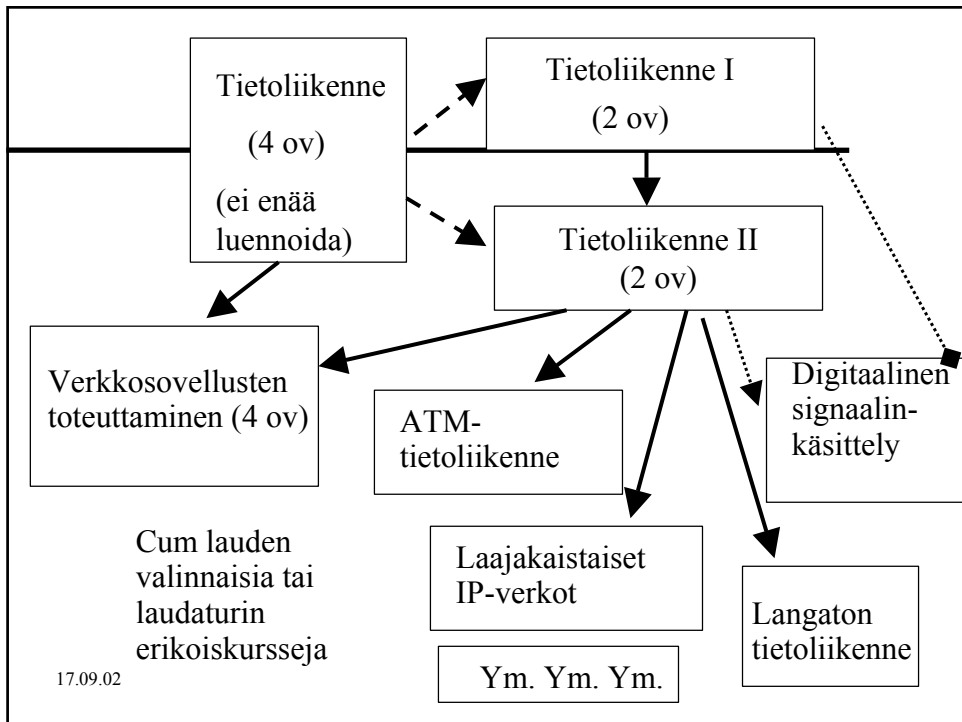 Tietoliikenne
(4 ov)
(ei enää
luennoida)
Tietoliikenne I
(2 ov)
Tietoliikenne II
(2 ov)
Verkkosovellusten
toteuttaminen (4 ov)
ATM-
tietoliikenne
Digitaalinen
signaalin-
käsittely
Cum lauden
valinnaisia tai
laudaturin
erikoiskursseja
Laajakaistaiset
IP-verkot
Langaton
tietoliikenne
Ym. Ym. Ym.
17.09.02